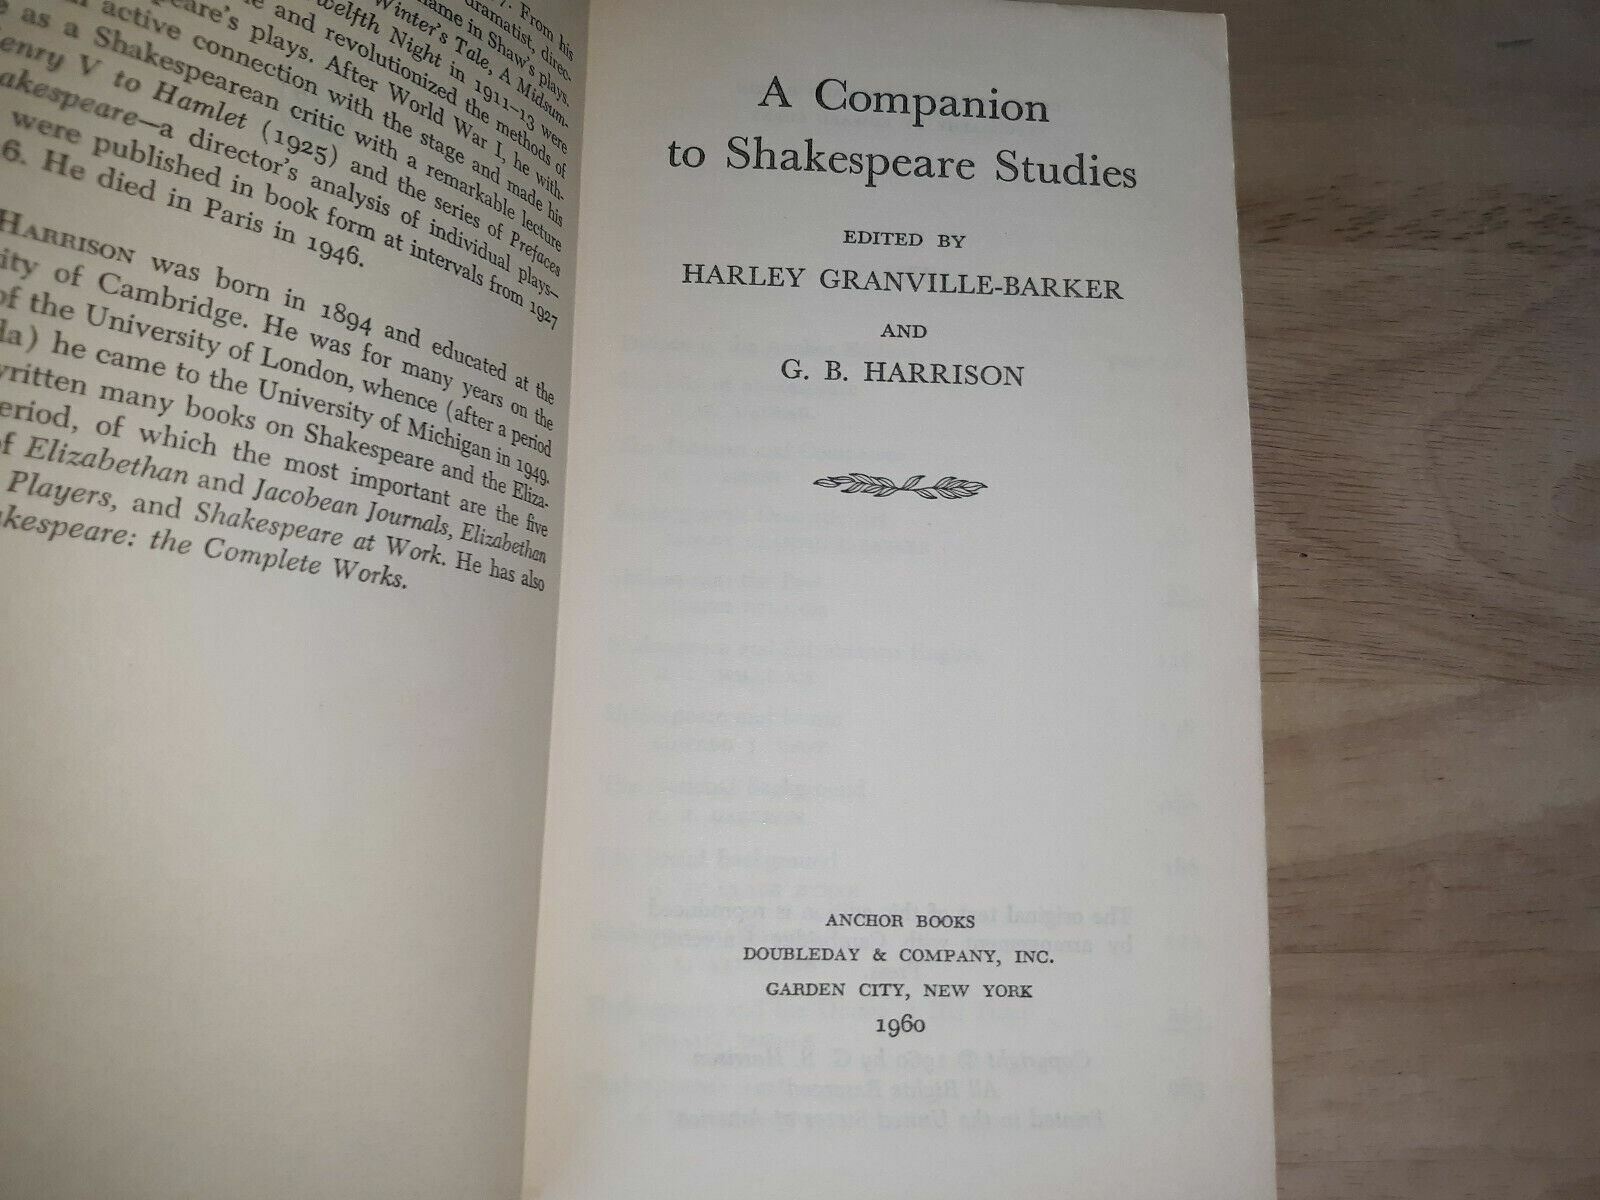 7. From his
dramatist, direc-
name in Shaw's plays.
Winter's Tale, A Midsum-
welfth Night in 1911–13 were
and revolutionized the methods of
peare's plays. After World War I, he with-
active connection with the stage and made his
as a Shakespearean critic with a remarkable lecture
enry V to Hamlet (1925) and the series of Prefaces
akespeare—a director's analysis of individual plays—
were published in book form at intervals from 1927
6. He died in Paris in 1946.
HARRISON was born in 1894 and educated at the
ity of Cambridge. He was for many years on the
of the University of London, whence (after a period
da) he came to the University of Michigan in 1949.
written many books on Shakespeare and the Eliza-
eriod, of which the most important are the five
of Elizabethan and Jacobean Journals, Elizabethan
Players, and Shakespeare at Work. He has also
akespeare: the Complete Works.
A Companion
to Shakespeare Studies
EDITED BY
HARLEY GRANVILLE-BARKER
AND
G. B. HARRISON
ANCHOR BOOKS
DOUBLEDAY & COMPANY, INC.
GARDEN CITY, NEW YORK
1960